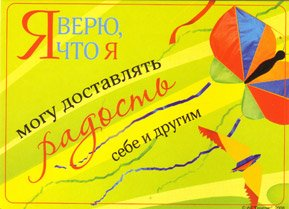 Я ВЕРЮ,
ЧТО Я
могу доставлять
радость
себе и другим